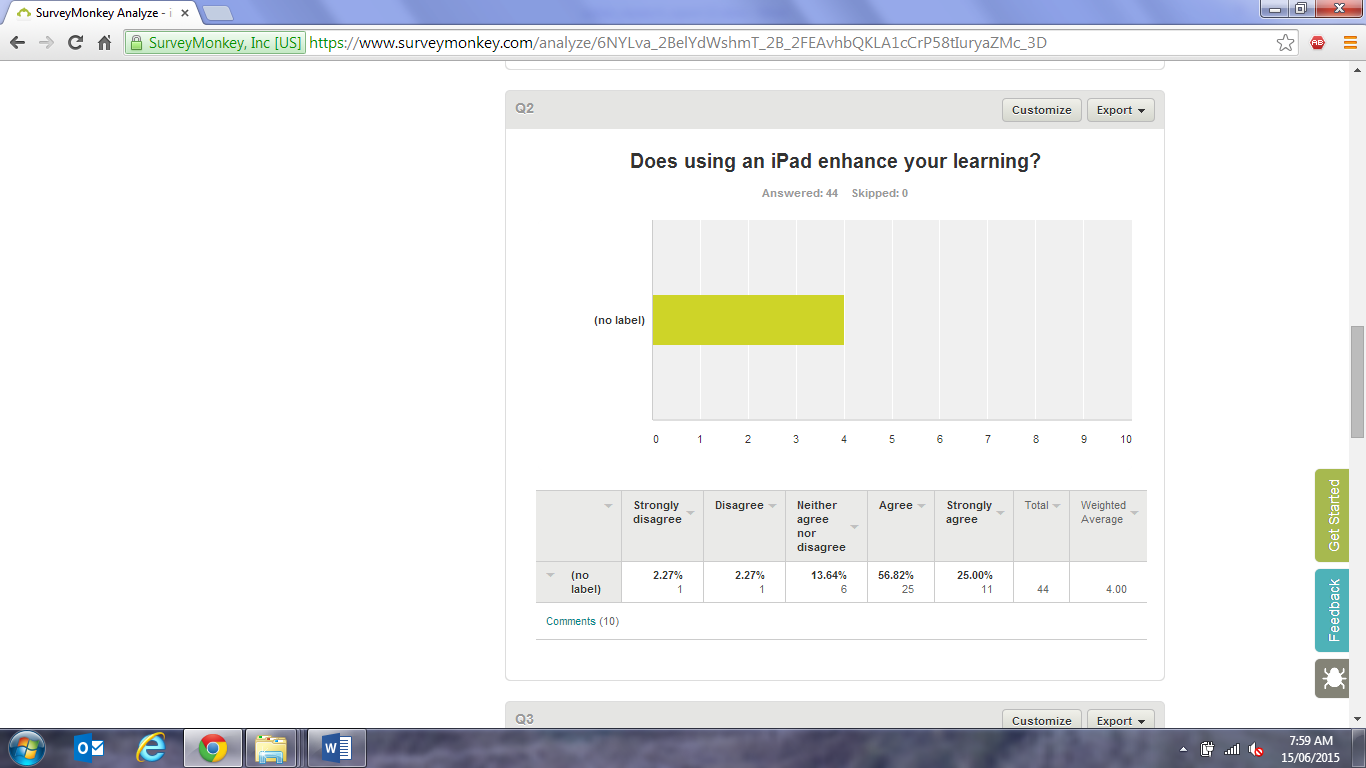 SurveyMonkey Analyze - i
SurveyMonkey, Inc [US] https://www.surveymonkey.com/analyze/6NYLva_2BelYdWshmT_2B_2FEAvhbQKLA1cCrP58tIuryaZMc_3D
ABP
Q2 Customize Export
Does using an iPad enhance your learning?
Answered: 44 Skipped: 0
(no label)
0 1 2 3 4 5 6 7 8 9 10
Strongly disagree Disagree Neither agree nor disagree Agree Strongly agree Total Weighted Average
(no label) 2.27% 1 2.27% 1 13.64% 6 56.82% 25 25.00% 11 44 4.00
Comments (10)
Get Started
Feedback
Q3 Customize Export
7:59 AM
15/06/2015